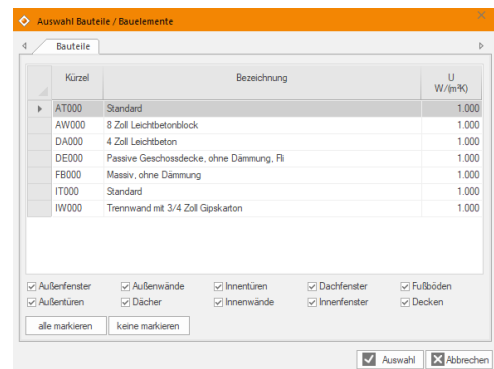 Auswahl Bauteile / Bauelemente
Bauteile
Kürzel Bezeichnung U W/(m²K)
AT000 Standard 1.000
AW000 8 Zoll Leichtbetonblock 1.000
DA000 4 Zoll Leichtbeton 1.000
DE000 Passive Geschossdecke, ohne Dämmung, Fli 1.000
FB000 Massiv, ohne Dämmung 1.000
IT000 Standard 1.000
IW000 Trennwand mit 3/4 Zoll Gipskarton 1.000
Außenfenster Außenwände Innentüren Dachfenster Fußböden
Außentüren Dächer Innenwände Innenfenster Decken
alle markieren keine markieren
Auswahl Abbrechen